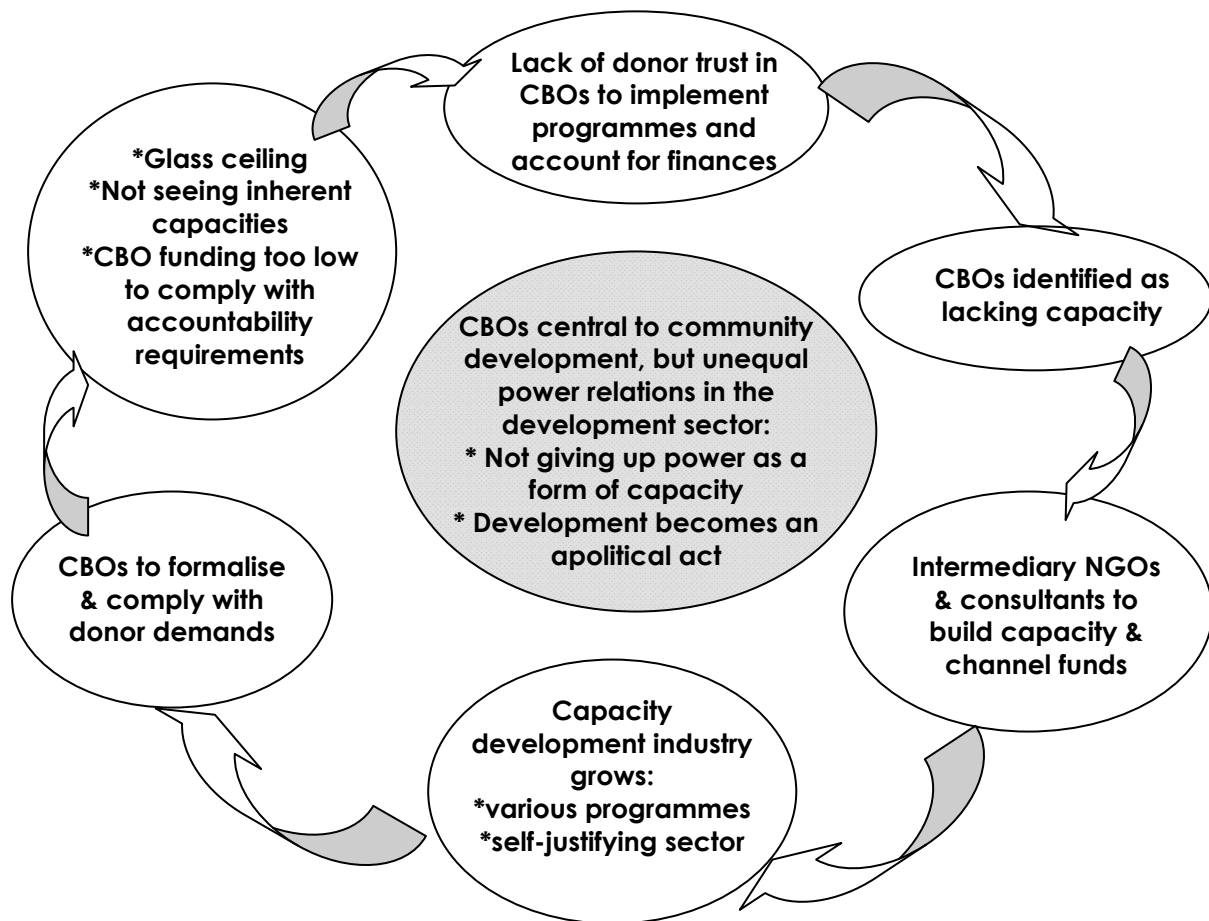 Lack of donor trust in
CBOs to implement
programmes and
account for finances
CBOs identified as
lacking capacity
Intermediary NGOs
& consultants to
build capacity &
channel funds
Capacity
development industry
grows:
*various programmes
*self-justifying sector
CBOs to formalise
& comply with
donor demands
*Glass ceiling
*Not seeing inherent
capacities
*CBO funding too low
to comply with
accountability
requirements
CBOs central to community
development, but unequal
power relations in the
development sector:
* Not giving up power as a
form of capacity
* Development becomes an
apolitical act